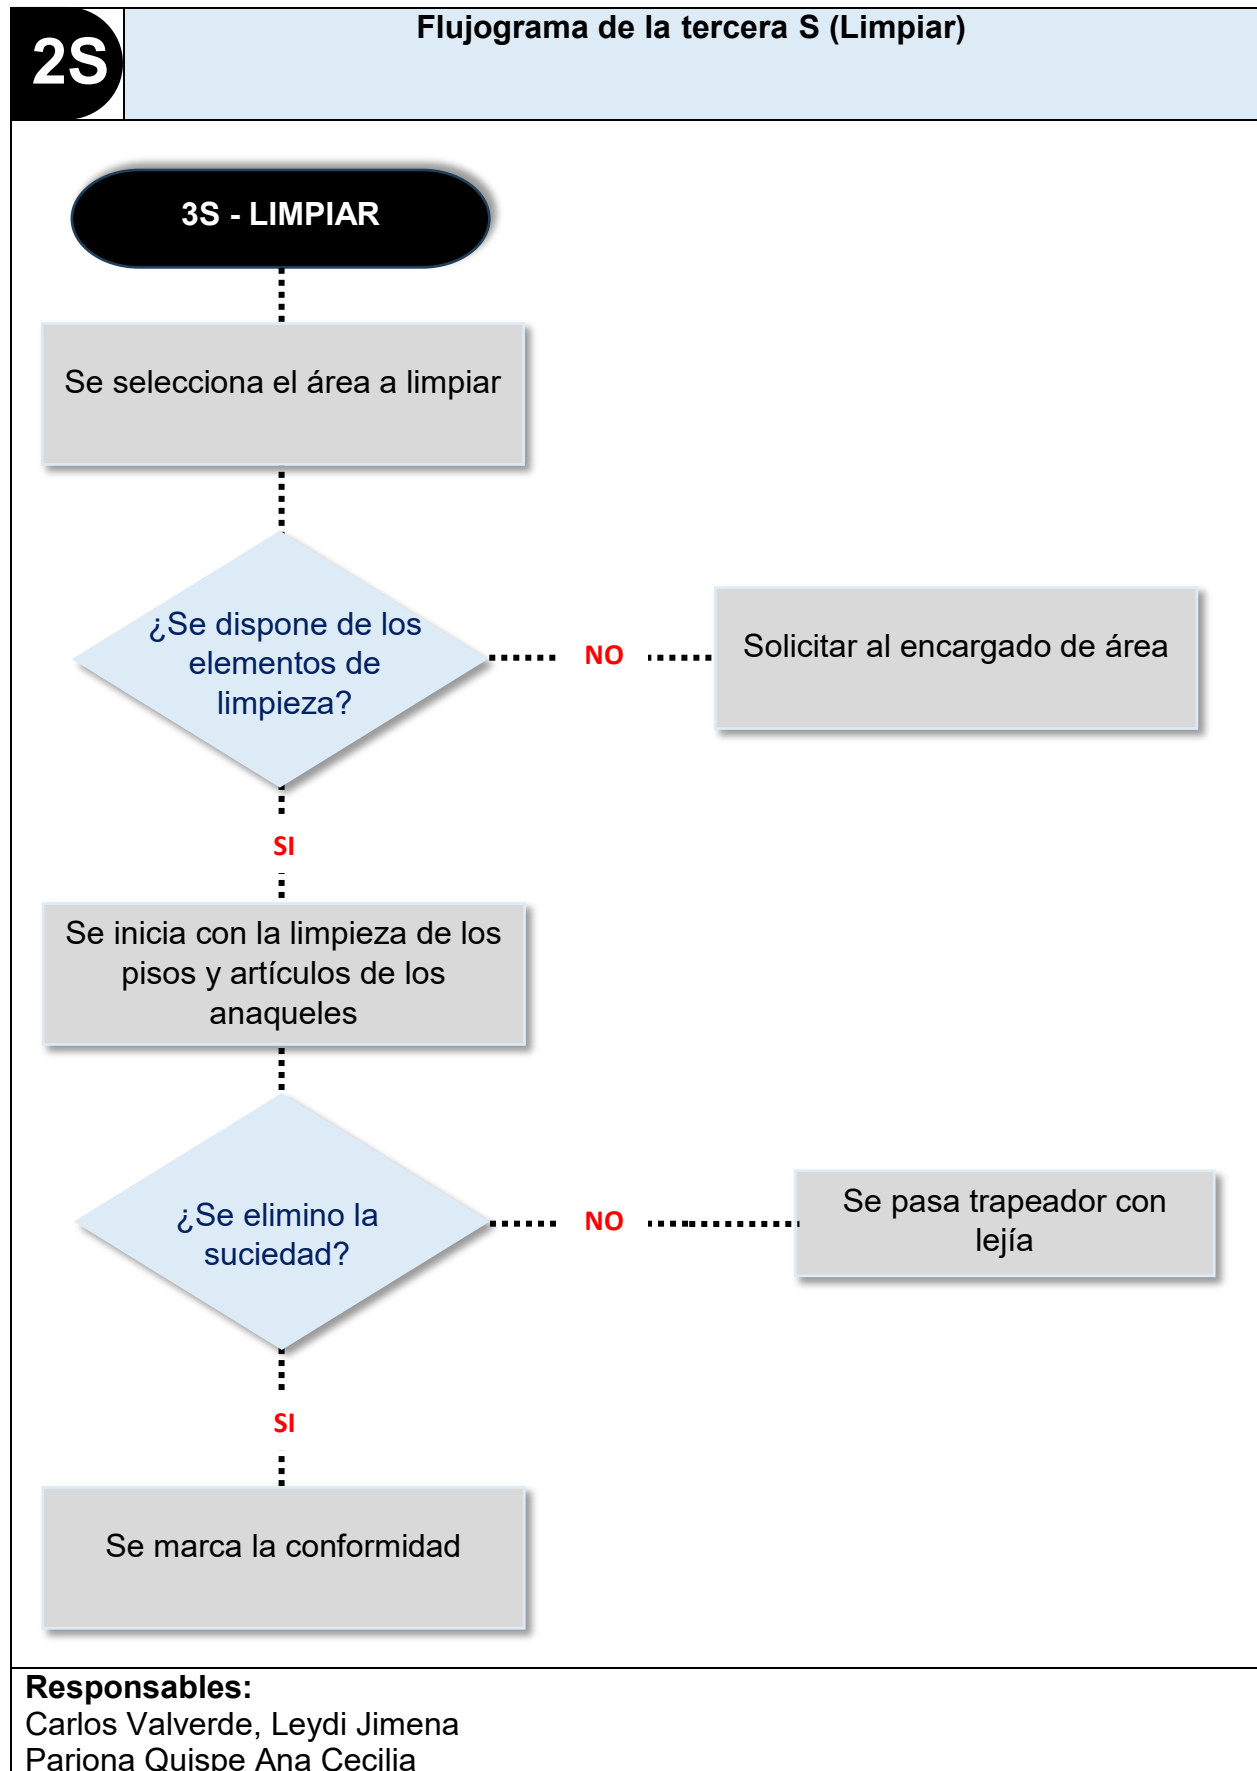 2S
Flujograma de la tercera S (Limpiar)
3S - LIMPIAR
Se selecciona el área a limpiar
¿Se dispone de los
elementos de
limpieza?
NO
Solicitar al encargado de área
SI
Se inicia con la limpieza de los
pisos y artículos de los
anaqueles
¿Se elimino la
suciedad?
NO
Se pasa trapeador con
lejía
SI
Se marca la conformidad
Responsables:
Carlos Valverde, Leydi Jimena
Pariona Quispe Ana Cecilia